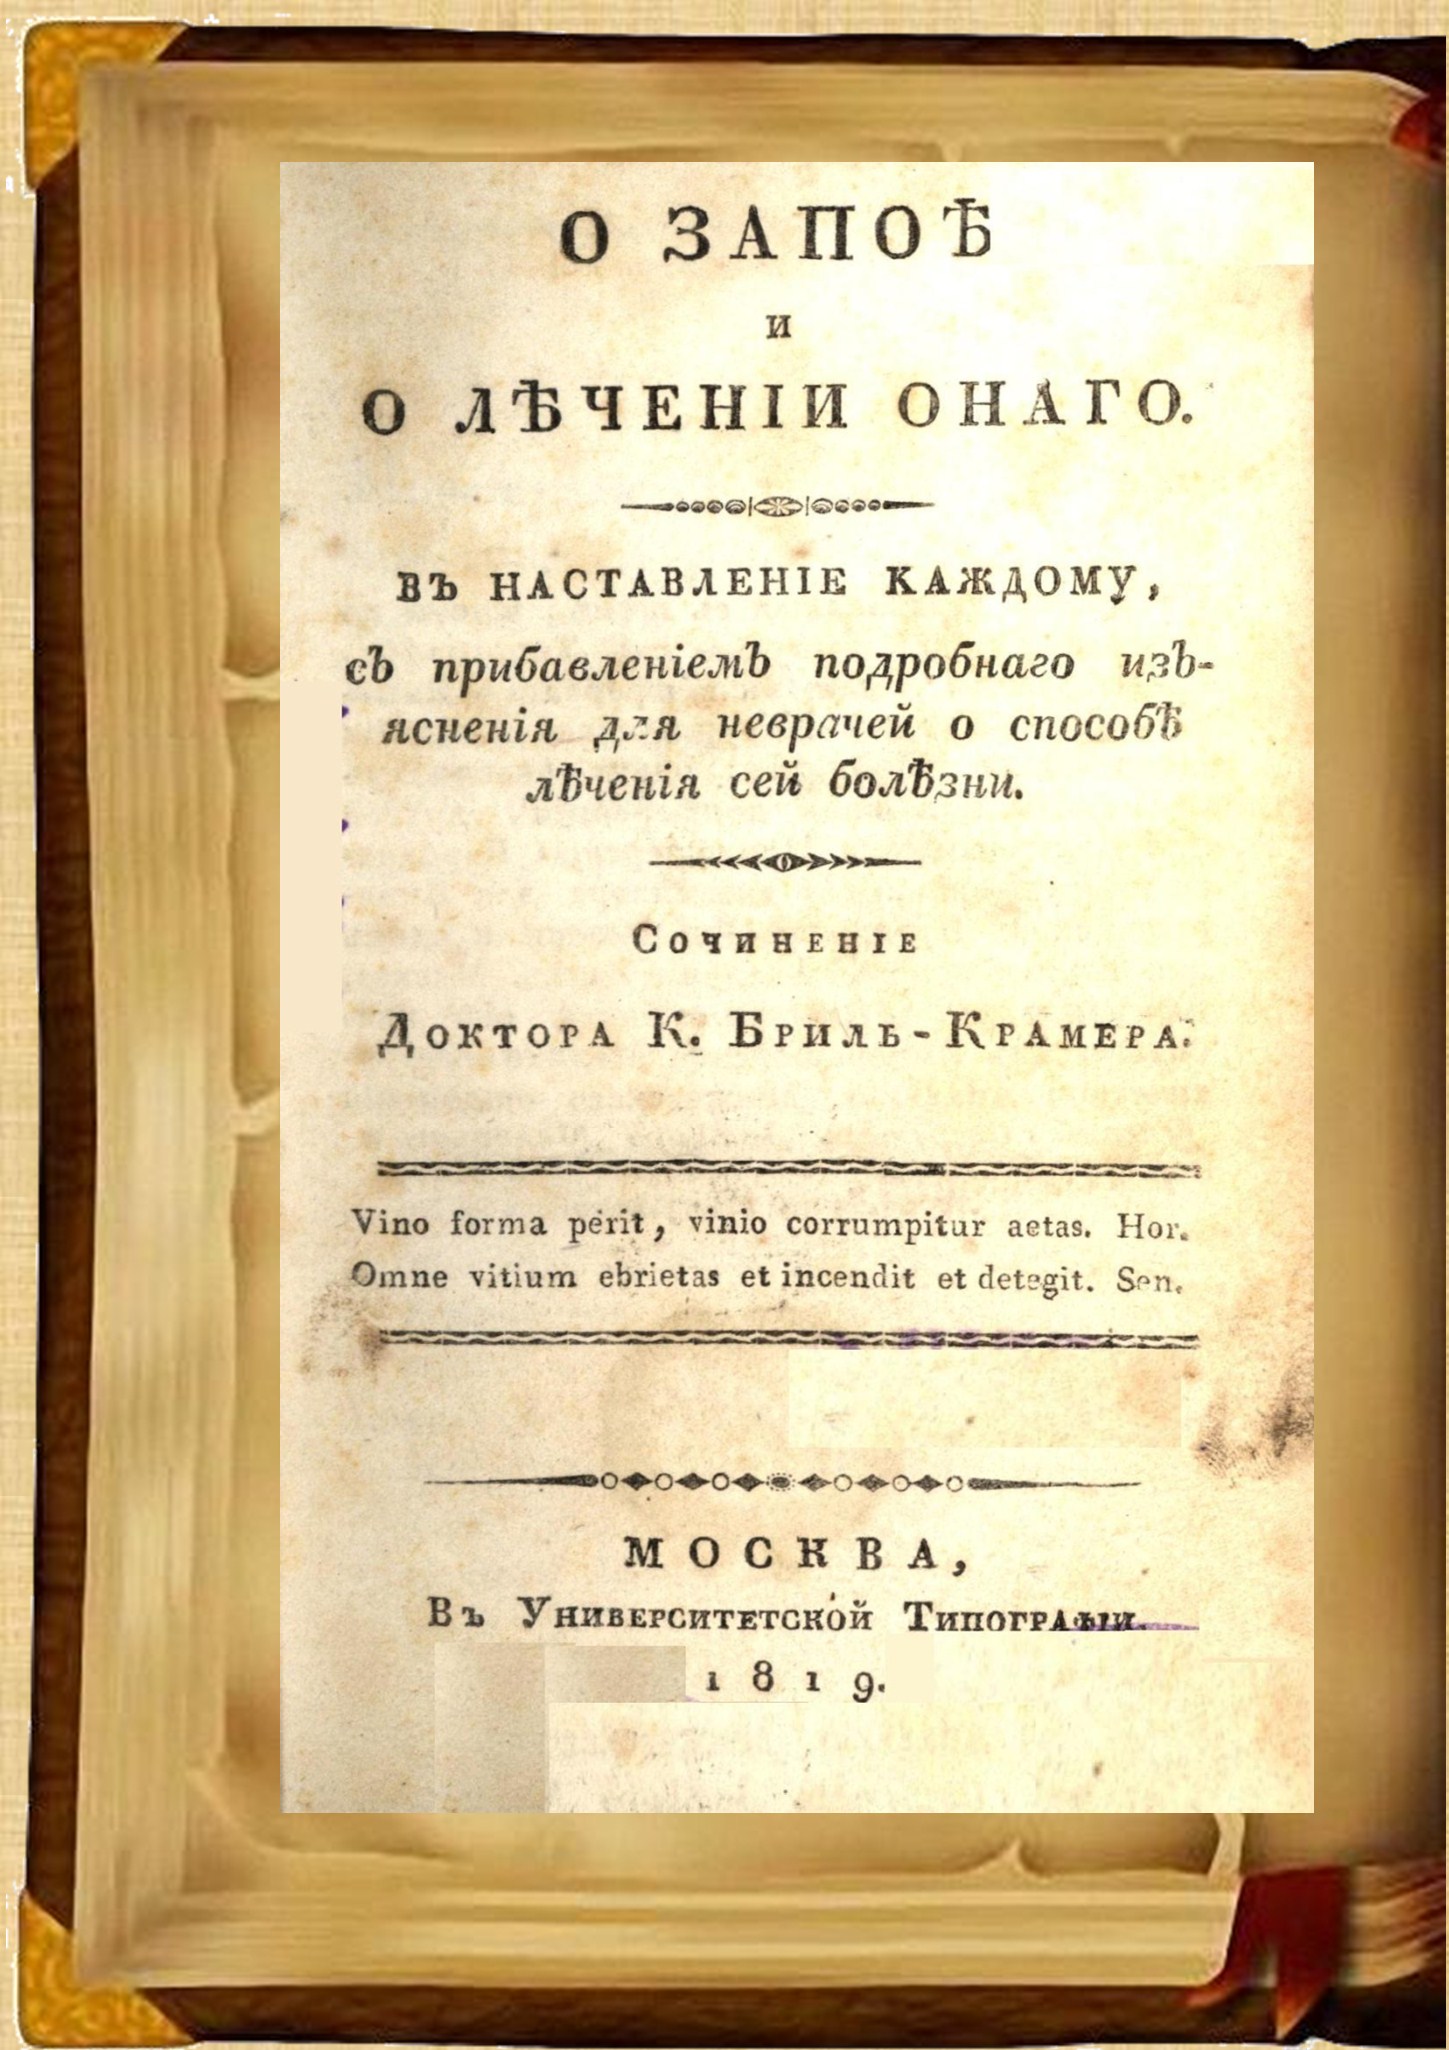 О ЗАПОѢ
И
О ЛѢЧЕНІИ ОНАГО.
ВЪ НАСТАВЛЕНІЕ КАЖДОМУ,
съ прибавленіемъ подробнаго изъ-
ясненія для неврачей о способѣ
лѣченія сей болѣзни.
Сочиненіе
Доктора К. Бриль-Крамера.
Vino forma perit, vinio corrumpitur aetas. Hor.
Omne vitium ebrietas et incendit et detegit. Sen.
МОСКВА,
Въ Университетской Типографіи.
1819.